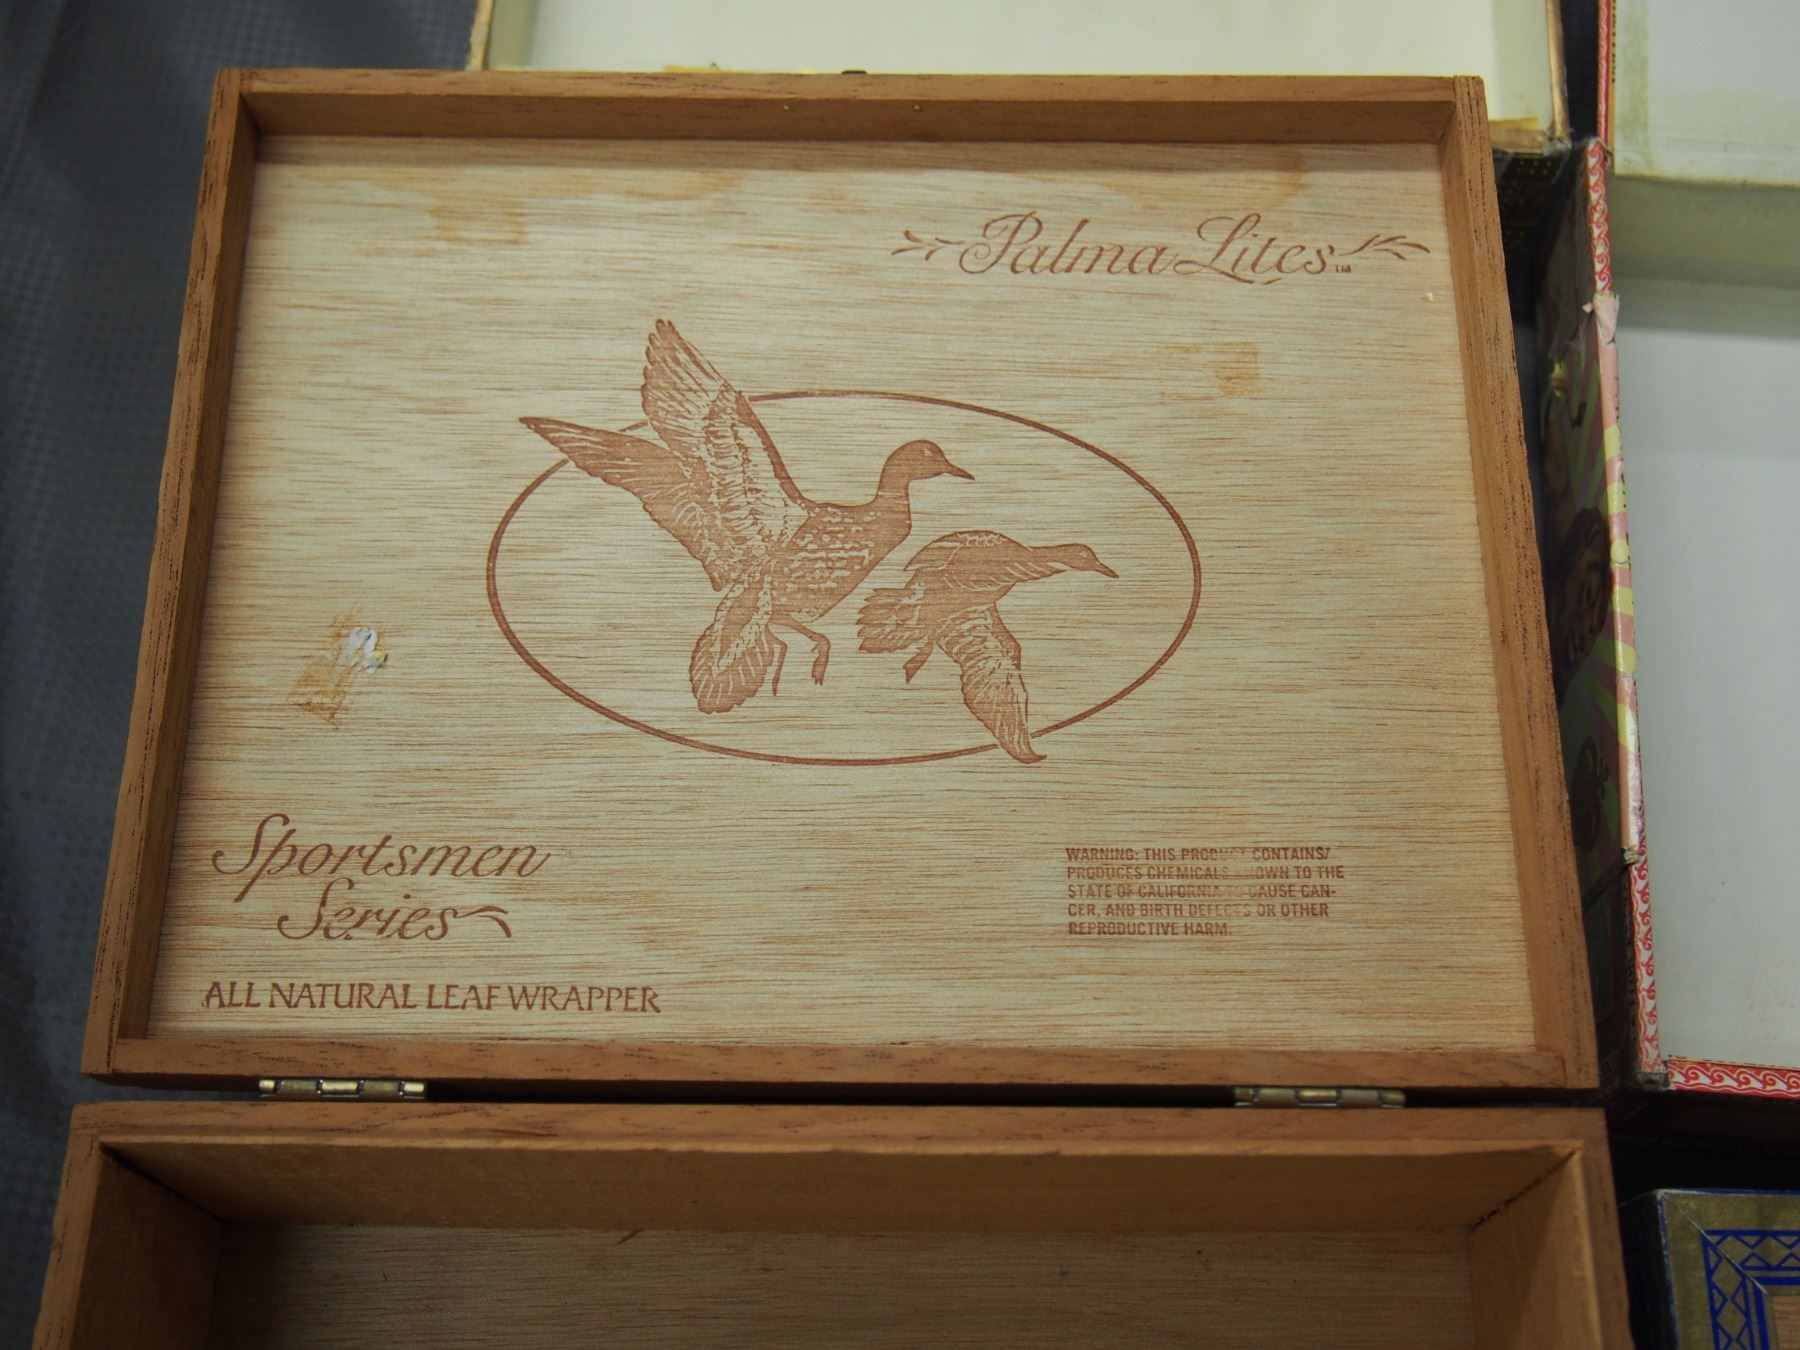 Palma Lites
Sportsmen
Series
ALL NATURAL LEAF WRAPPER
WARNING: THIS PRODUCT CONTAINS/
PRODUCES CHEMICALS KNOWN TO THE
STATE OF CALIFORNIA TO CAUSE CAN-
CER, AND BIRTH DEFECTS OR OTHER
REPRODUCTIVE HARM.